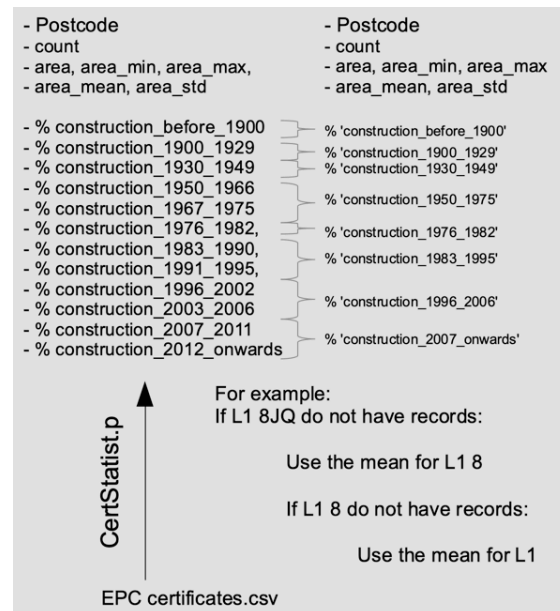 - Postcode
- count
- area, area_min, area_max,
- area_mean, area_std
- % construction_before_1900
- % construction_1900_1929
- % construction_1930_1949
- % construction_1950_1966
- % construction_1967_1975
- % construction_1976_1982,
- % construction_1983_1990,
- % construction_1991_1995,
- % construction_1996_2002
- % construction_2003_2006
- % construction_2007_2011
- % construction_2012_onwards
- Postcode
- count
- area, area_min, area_max
- area_mean, area_std
% 'construction_before_1900'
% 'construction_1900_1929'
% 'construction_1930_1949'
% 'construction_1950_1975'
% 'construction_1976_1982'
% 'construction_1983_1995'
% 'construction_1996_2006'
% 'construction_2007_onwards'
CertStatist.p
For example:
If L1 8JQ do not have records:
Use the mean for L1 8
If L1 8 do not have records:
Use the mean for L1
EPC certificates.csv